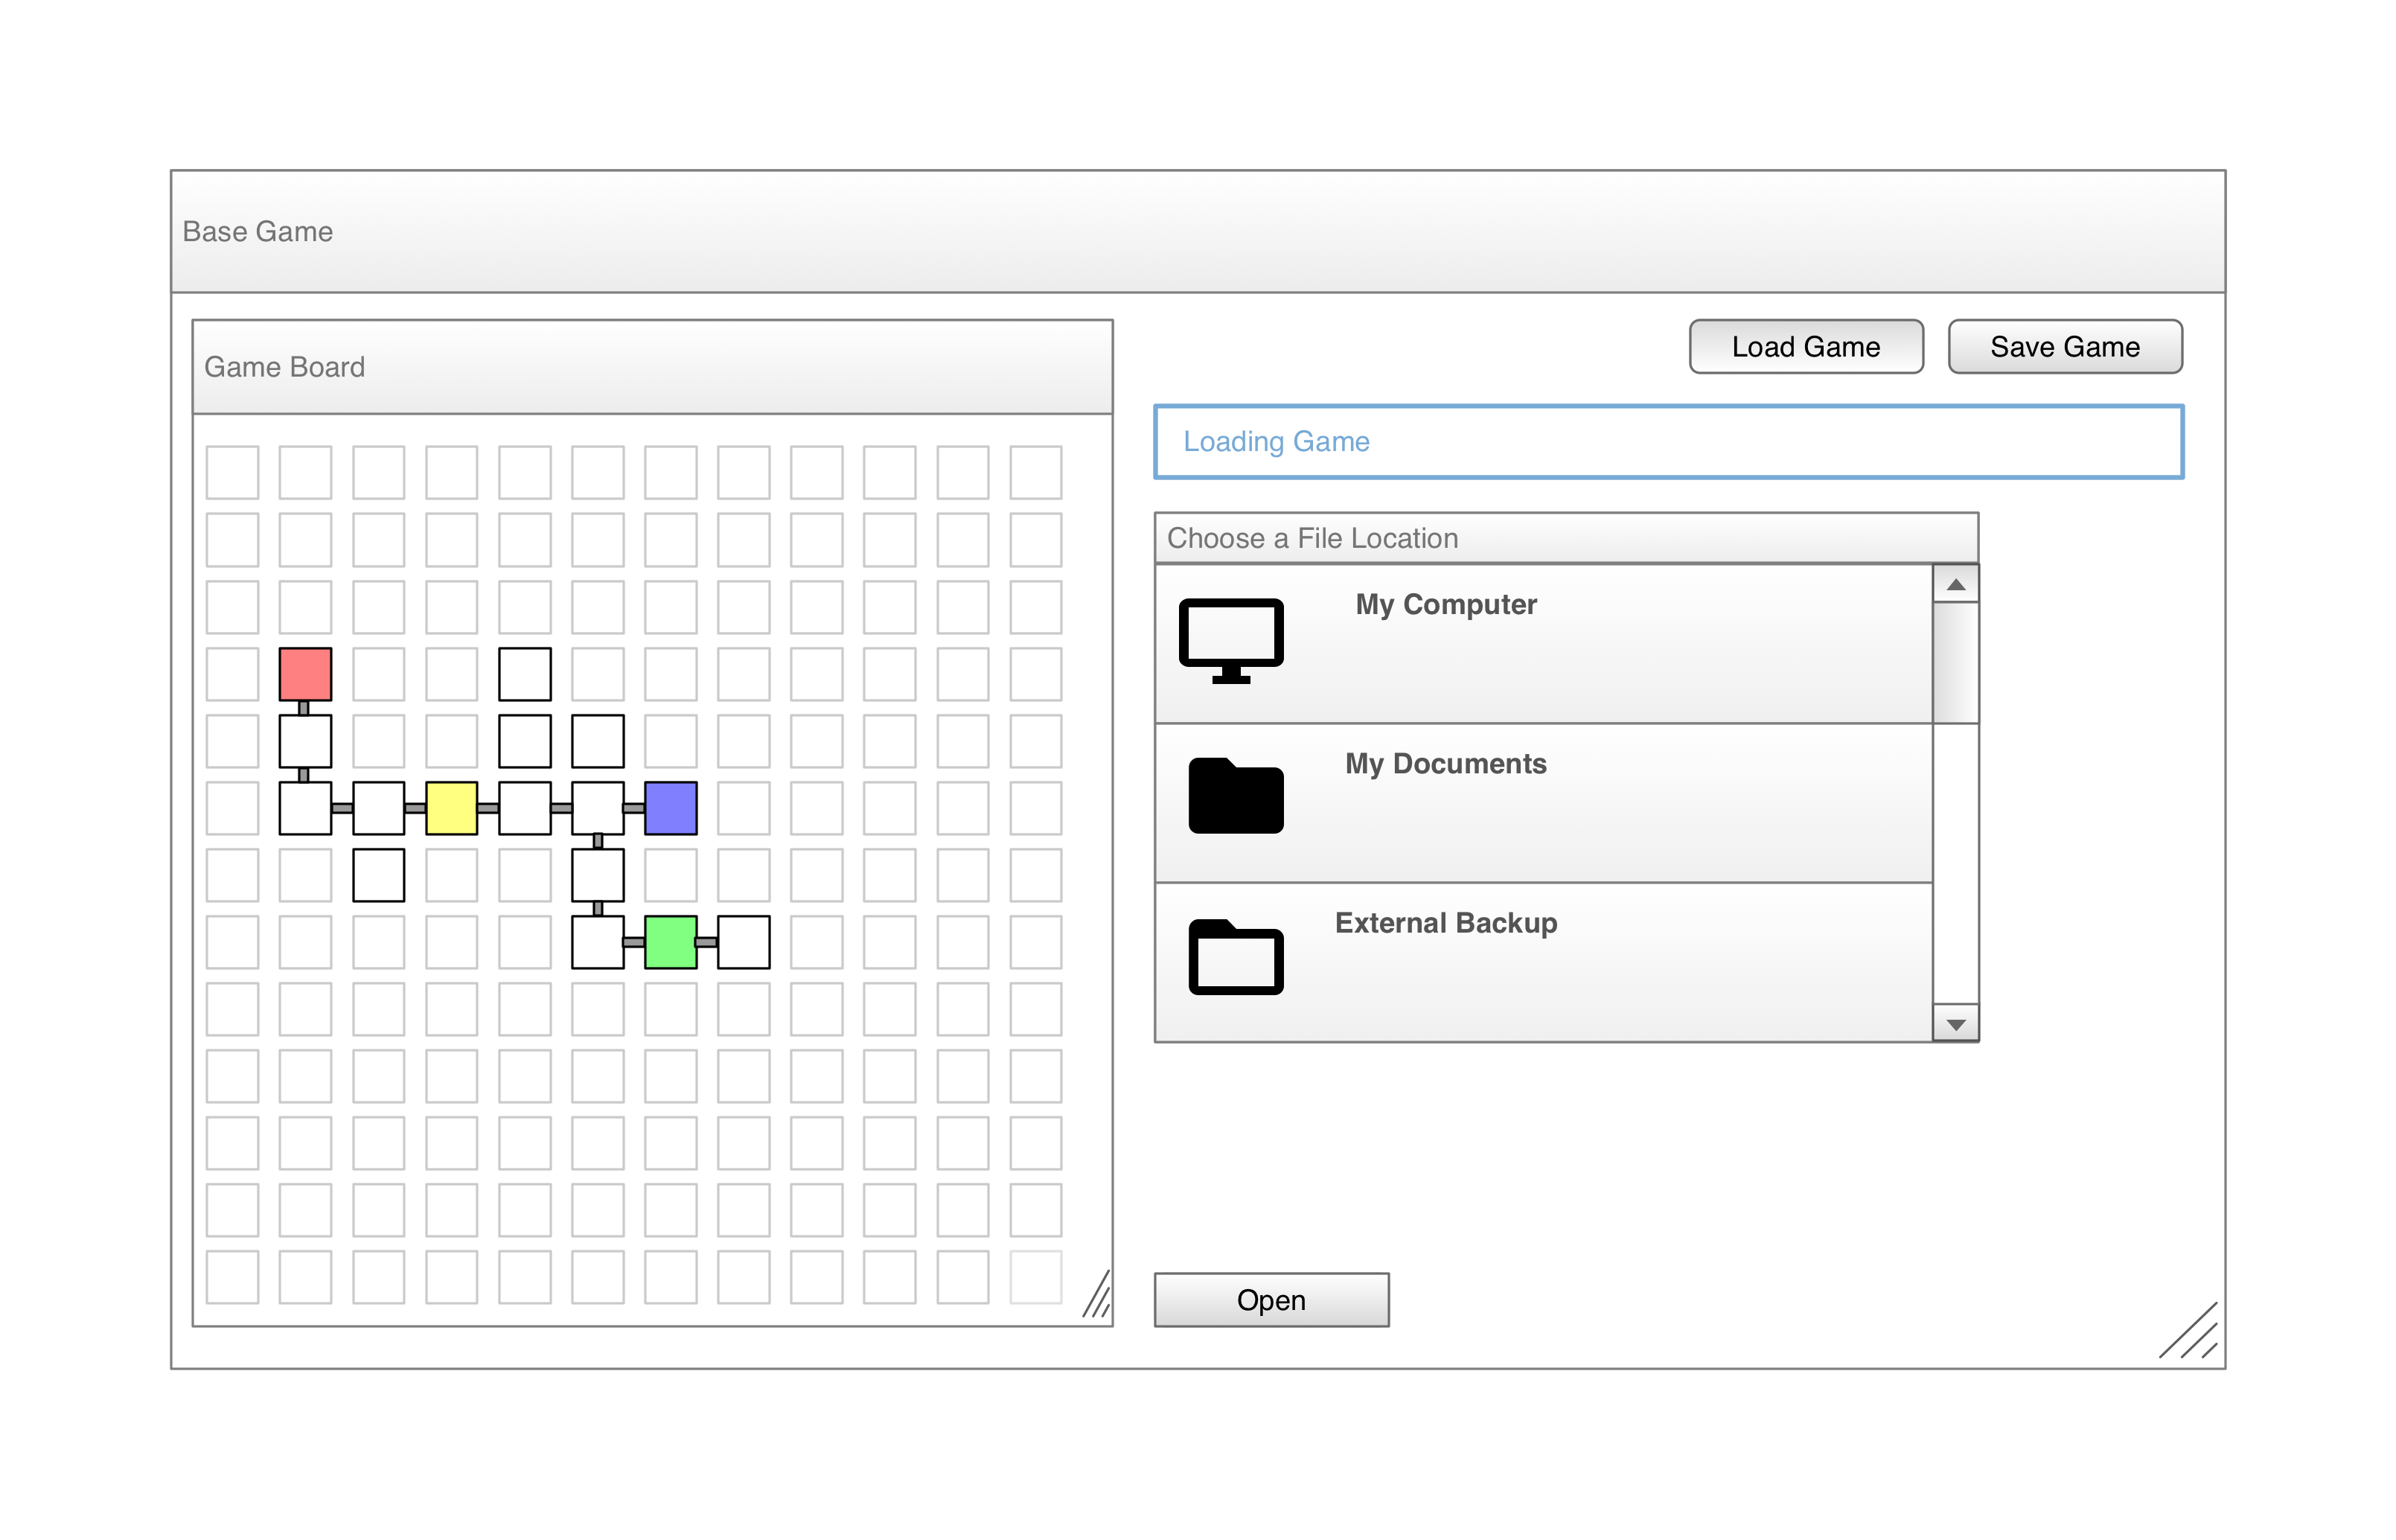 Base Game
Game Board
Load Game
Save Game
Loading Game
Choose a File Location
My Computer
My Documents
External Backup
Open